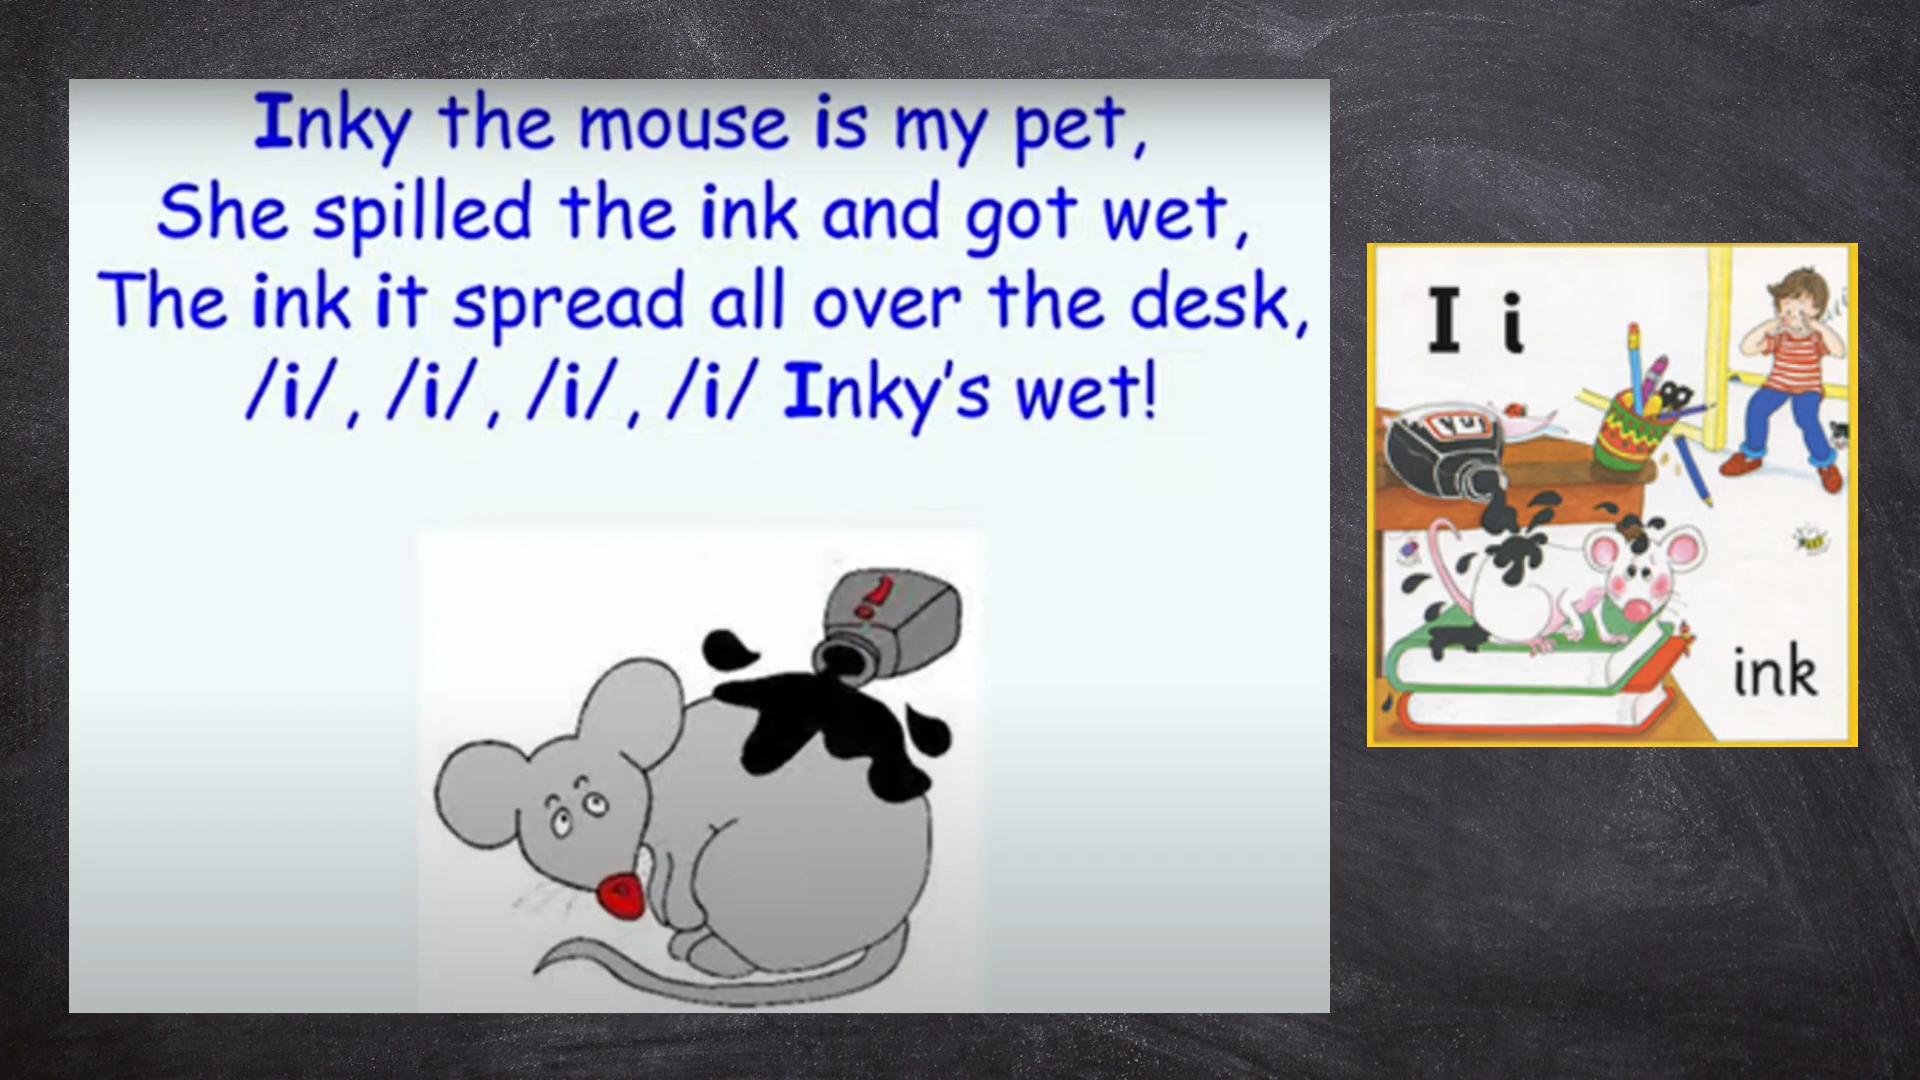 Inky the mouse is my pet,
She spilled the ink and got wet,
The ink it spread all over the desk,
/i/, /i/, /i/, /i/ Inky's wet!
!
I i
ink